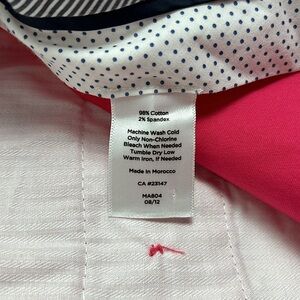 98% Cotton
2% Spandex
Machine Wash Cold
Only Non-Chlorine
Bleach When Needed
Tumble Dry Low
Warm Iron, If Needed
Made In Morocco
CA #23147
MA804
08/12